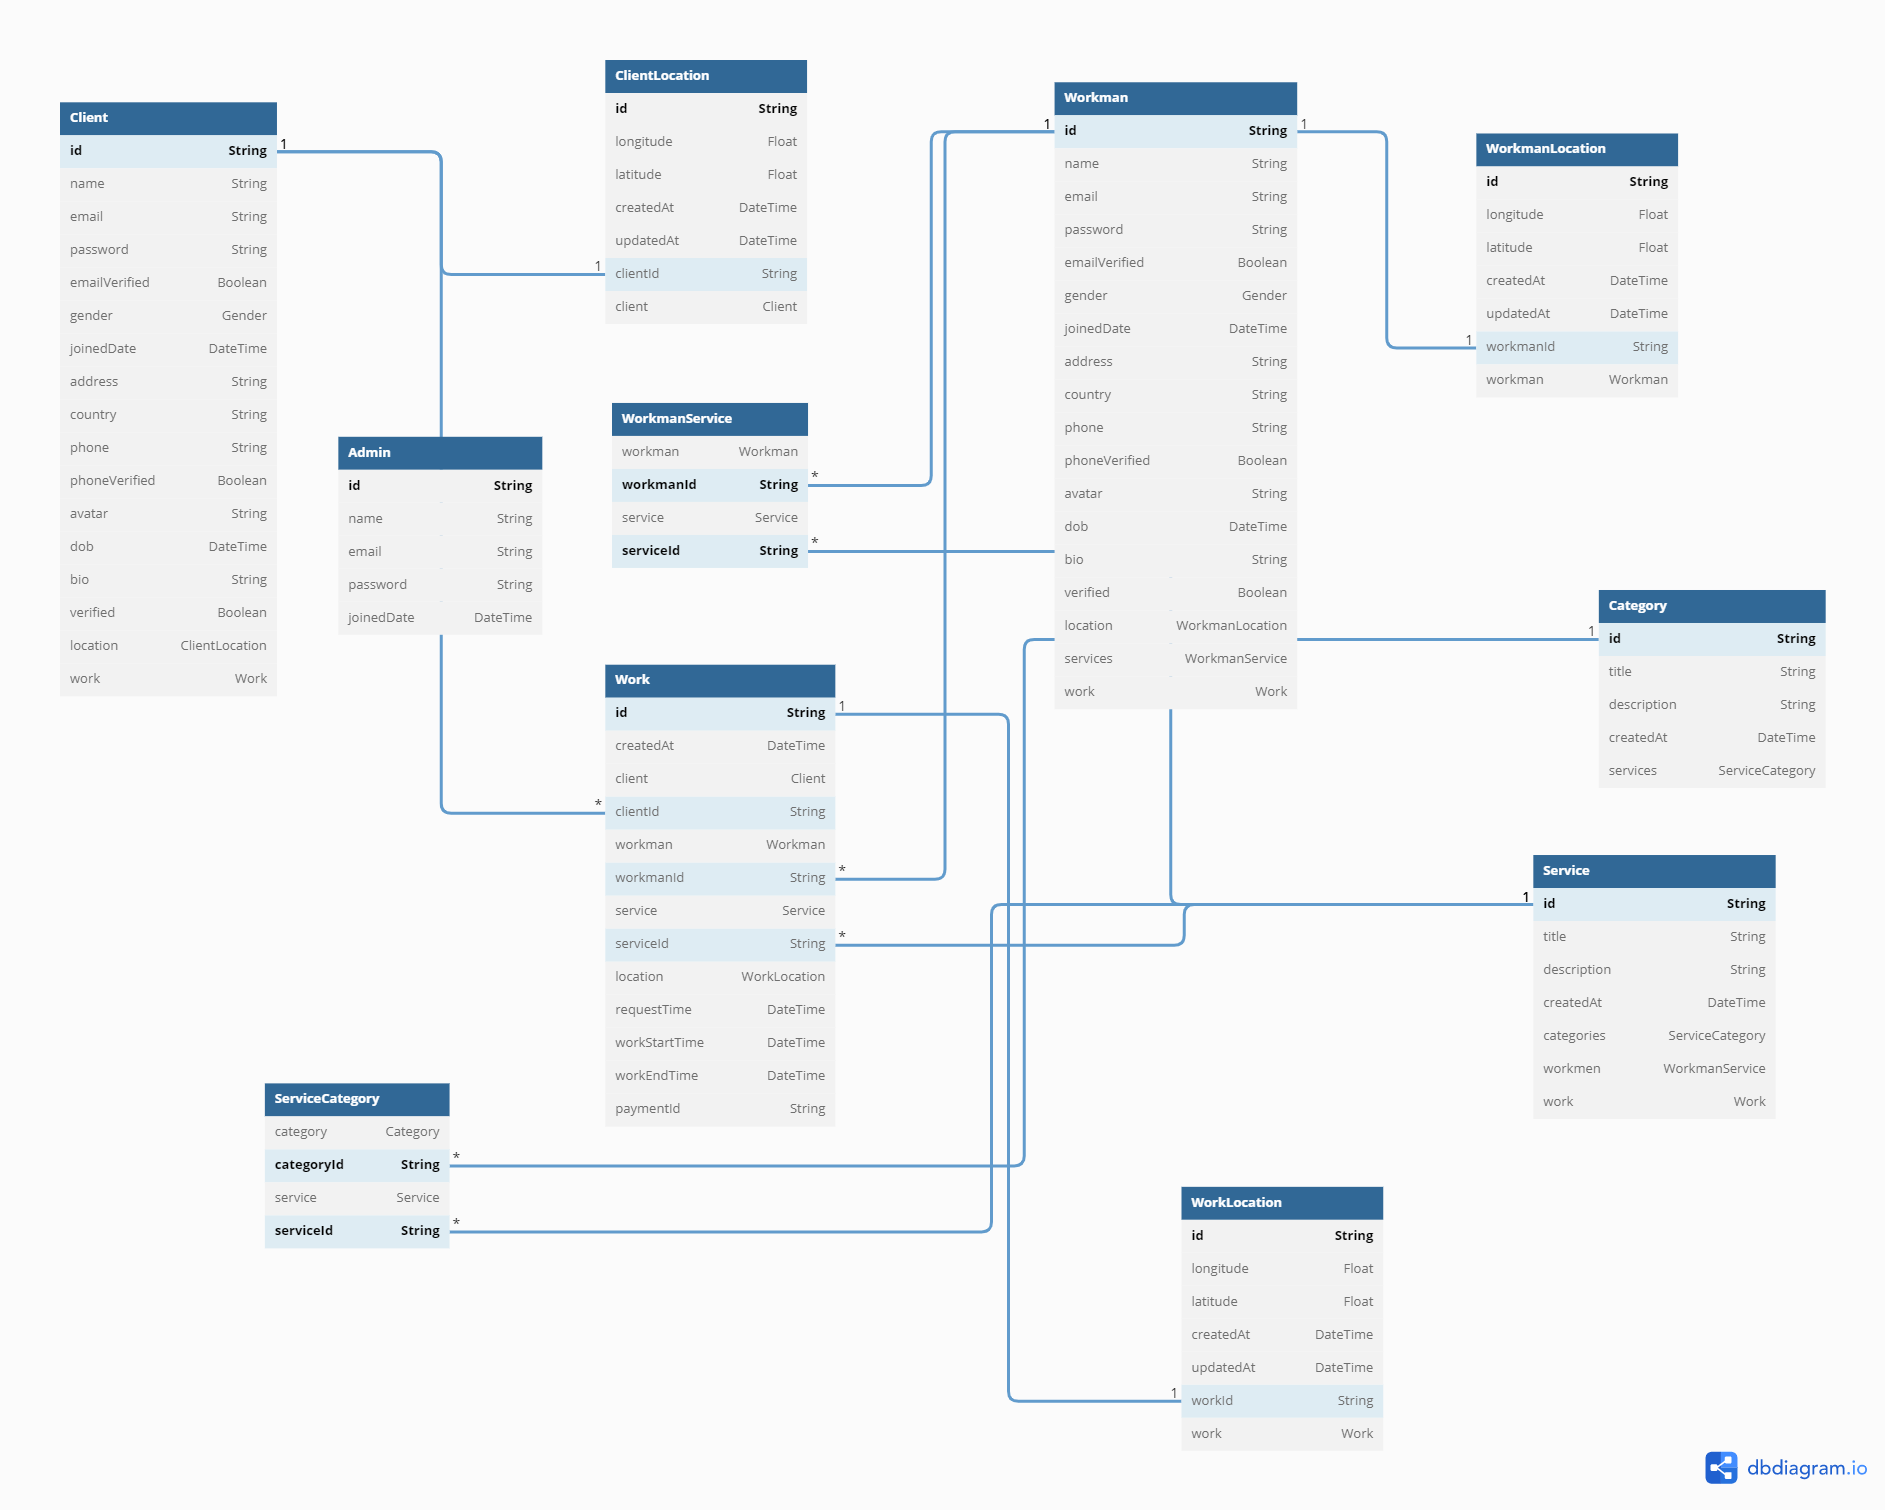 Client
id String 1
name String
email String
password String
emailVerified Boolean
gender Gender
joinedDate DateTime
address String
country String
phone String
phoneVerified Boolean
avatar String
dob DateTime
bio String
verified Boolean
location ClientLocation
work Work
ClientLocation
id String
longitude Float
latitude Float
createdAt DateTime
updatedAt DateTime
1 clientId String
client Client
Workman
1 id String 1
name String
email String
password String
emailVerified Boolean
gender Gender
joinedDate DateTime
address String
country String
phone String
phoneVerified Boolean
avatar String
dob DateTime
bio String
verified Boolean
location WorkmanLocation
services WorkmanService
work Work
WorkmanLocation
id String
longitude Float
latitude Float
createdAt DateTime
updatedAt DateTime
1 workmanId String
workman Workman
Admin
id String
name String
email String
password String
joinedDate DateTime
WorkmanService
workman Workman
workmanId String *
service Service
serviceId String *
Work
id String 1
createdAt DateTime
client Client
* clientId String
workman Workman
workmanId String *
service Service
serviceId String *
location WorkLocation
requestTime DateTime
workStartTime DateTime
workEndTime DateTime
paymentId String
Category
1 id String
title String
description String
createdAt DateTime
services ServiceCategory
Service
1 id String
title String
description String
createdAt DateTime
categories ServiceCategory
workmen WorkmanService
work Work
ServiceCategory
category Category
categoryId String *
service Service
serviceId String *
WorkLocation
id String
longitude Float
latitude Float
createdAt DateTime
updatedAt DateTime
1 workId String
work Work
dbdiagram.io